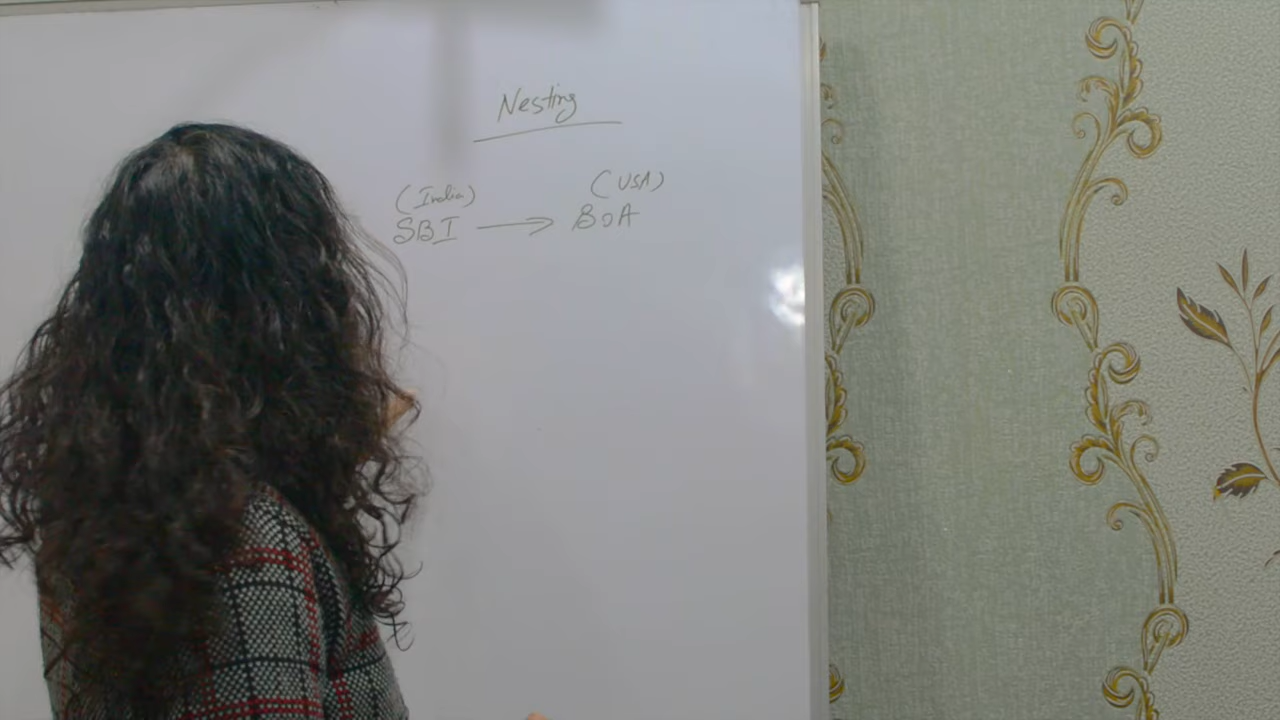 Nesting
(India) (USA)
SBI → BOA